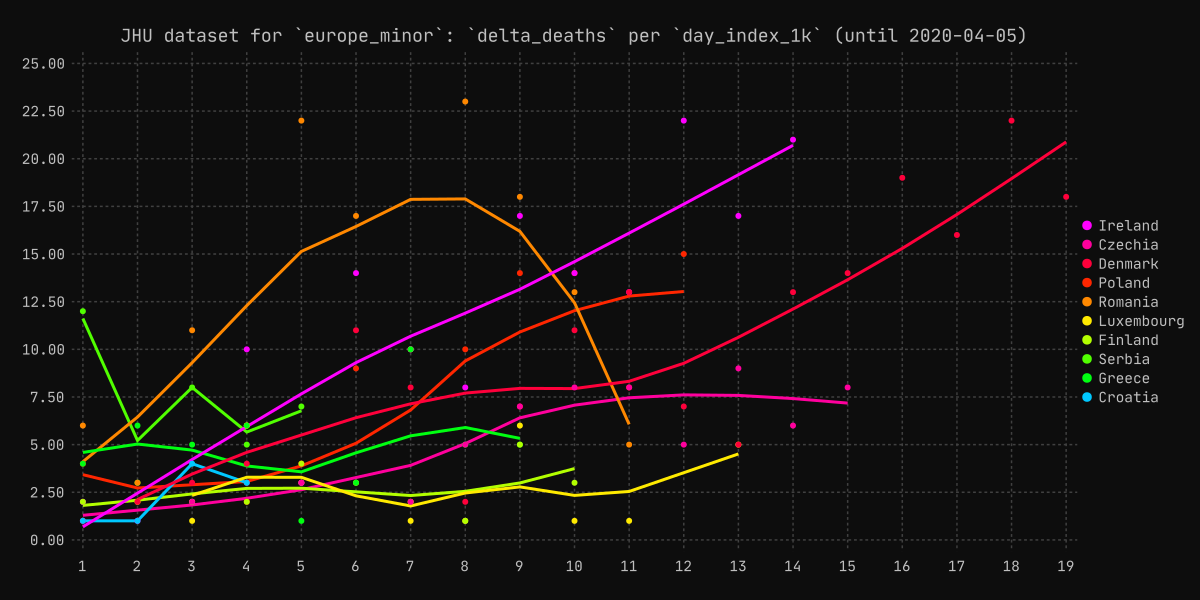 JHU dataset for `europe_minor`: `delta_deaths` per `day_index_1k` (until 2020-04-05)
25.00
22.50
20.00
17.50
15.00
12.50
10.00
7.50
5.00
2.50
0.00
1 2 3 4 5 6 7 8 9 10 11 12 13 14 15 16 17 18 19
Ireland
Czechia
Denmark
Poland
Romania
Luxembourg
Finland
Serbia
Greece
Croatia